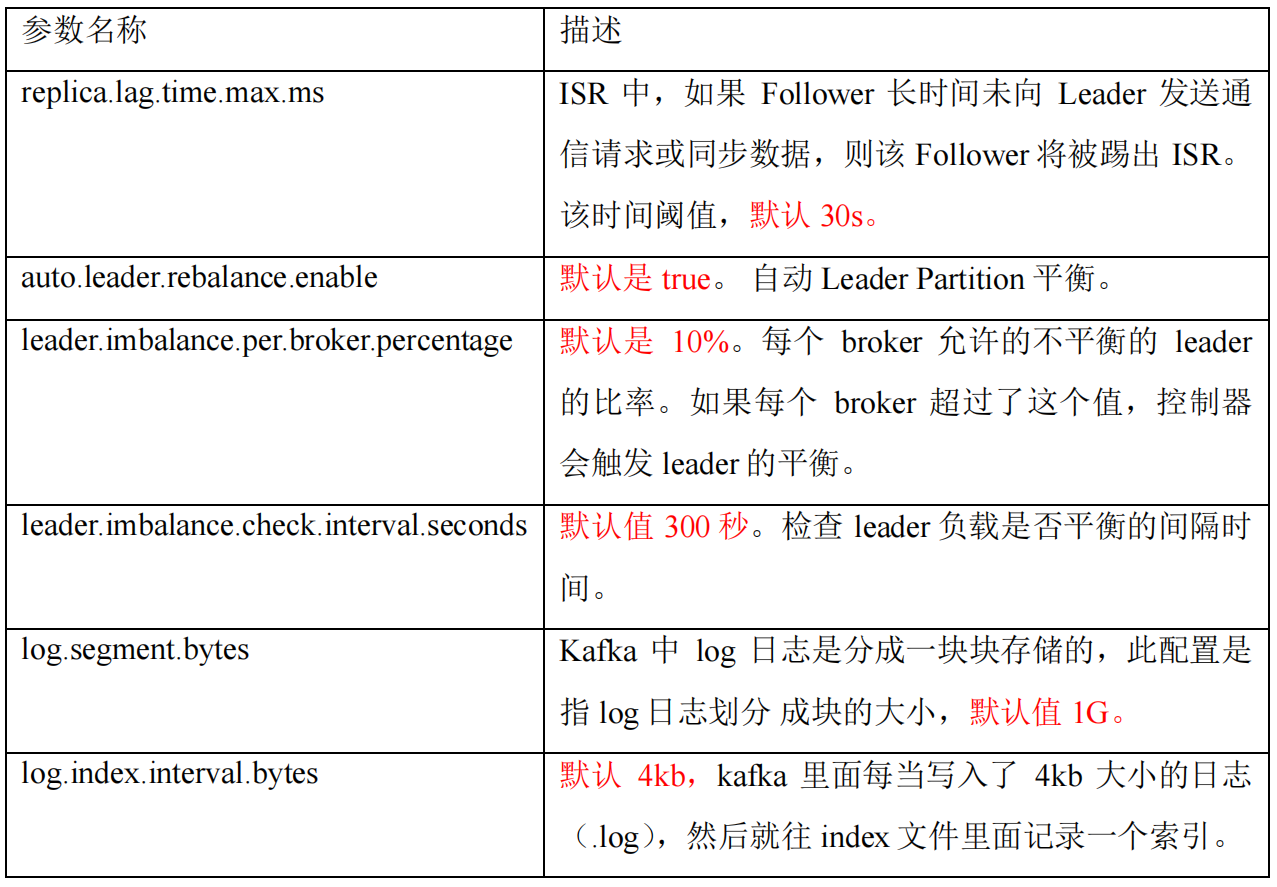 参数名称
描述
replica.lag.time.max.ms
ISR 中，如果 Follower 长时间未向 Leader 发送通
信请求或同步数据，则该 Follower 将被踢出 ISR。
该时间阈值，默认 30s。
auto.leader.rebalance.enable
默认是 true。 自动 Leader Partition 平衡。
leader.imbalance.per.broker.percentage
默认是 10%。每个 broker 允许的不平衡的 leader
的比率。如果每个 broker 超过了这个值，控制器
会触发 leader 的平衡。
leader.imbalance.check.interval.seconds
默认值 300 秒。检查 leader 负载是否平衡的间隔时
间。
log.segment.bytes
Kafka 中 log 日志是分成一块块存储的，此配置是
指 log 日志划分 成块的大小，默认值 1G。
log.index.interval.bytes
默认 4kb，kafka 里面每当写入了 4kb 大小的日志
（.log），然后就往 index 文件里面记录一个索引。